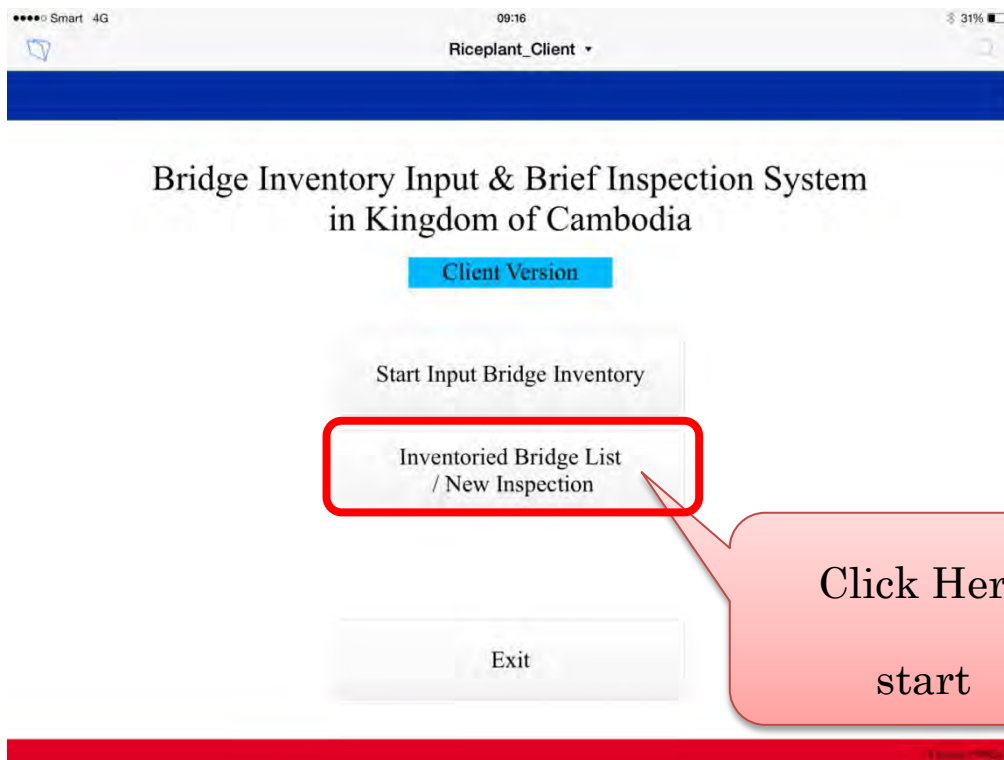 Smart 4G
09:16
31%
Riceplant_Client
Bridge Inventory Input & Brief Inspection System
in Kingdom of Cambodia
Client Version
Start Input Bridge Inventory
Inventoried Bridge List
/ New Inspection
Click Her
start
Exit